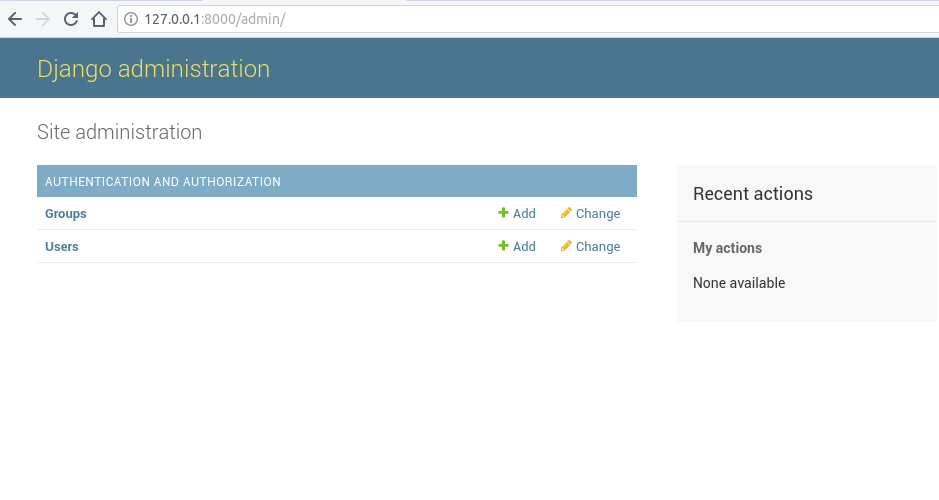 127.0.0.1:8000/admin/
Django administration
Site administration
AUTHENTICATION AND AUTHORIZATION
Groups Add Change
Users Add Change
Recent actions
My actions
None available